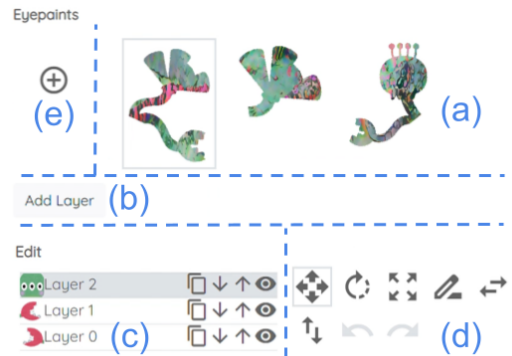 Eyepaints
(e)
(a)
Add Layer (b)
Edit
Layer 2
Layer 1
Layer 0 (c)
(d)